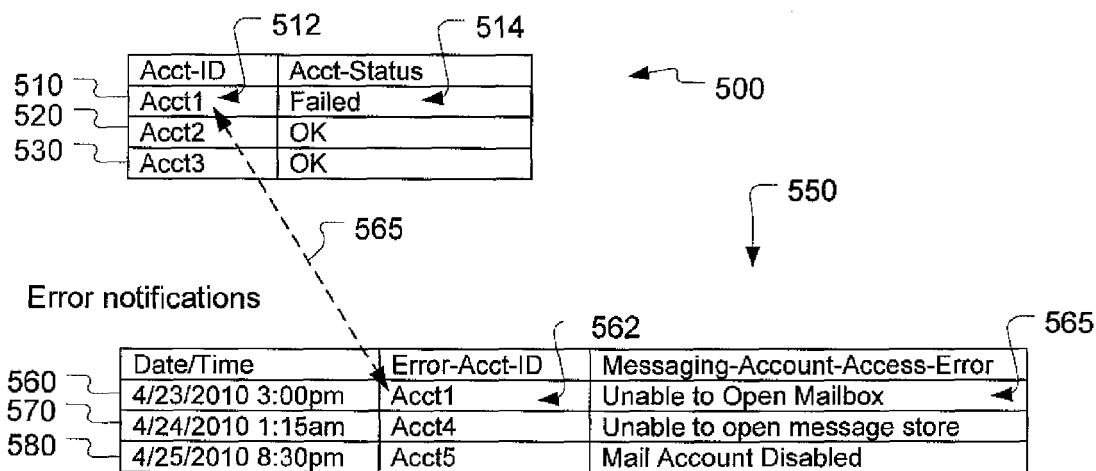 512
514
Acct-ID Acct-Status
500
510 Acct1 Failed
520 Acct2 OK
530 Acct3 OK
550
565
Error notifications
562
565
Date/Time Error-Acct-ID Messaging-Account-Access-Error
560 4/23/2010 3:00pm Acct1 Unable to Open Mailbox
570 4/24/2010 1:15am Acct4 Unable to open message store
580 4/25/2010 8:30pm Acct5 Mail Account Disabled